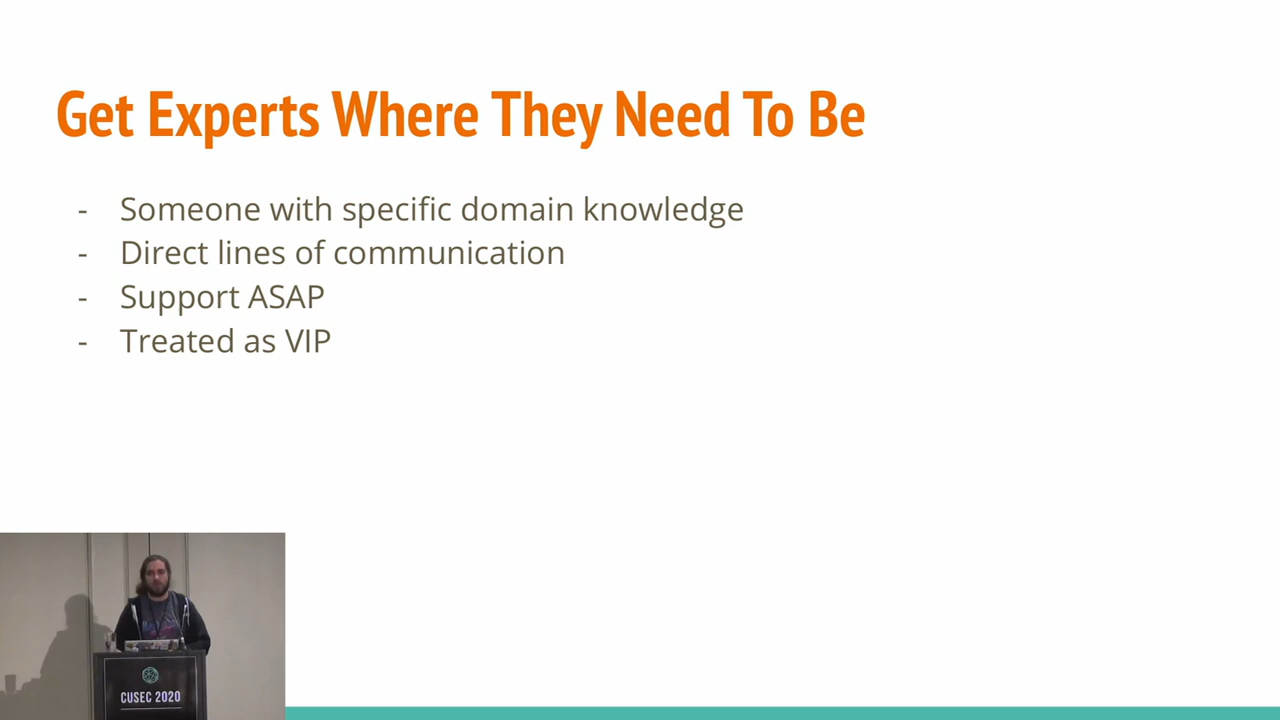 Get Experts Where They Need To Be
- Someone with specific domain knowledge
- Direct lines of communication
- Support ASAP
- Treated as VIP
CUSEC 2020